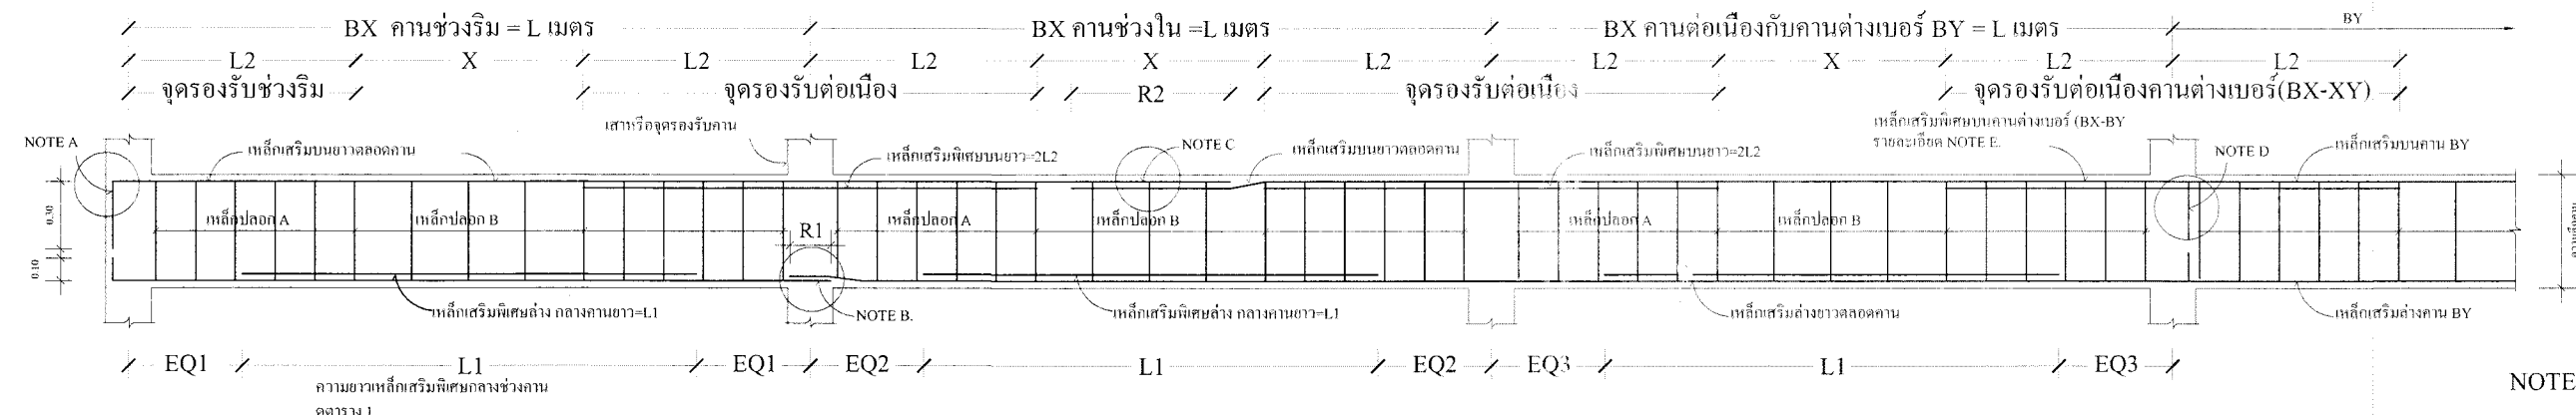 BX คานช่วงริม = L เมตร BX คานช่วงใน =L เมตร BX คานต่อเนื่องกับคานต่างเบอร์ BY = L เมตร BY
L2 X L2 L2 X L2 L2 X L2 L2
จุดรองรับช่วงริม จุดรองรับต่อเนื่อง R2 จุดรองรับต่อเนื่อง จุดรองรับต่อเนื่องคานต่างเบอร์(BX-XY)
เสาหรือจุดรองรับคาน เหล็กเสริมพิเศษบนคานต่างเบอร์ (BX-BY
รายละเอียด NOTE E.
NOTE A เหล็กเสริมบนยาวตลอดคาน เหล็กเสริมพิเศษบนยาว=2L2 NOTE C เหล็กเสริมบนยาวตลอดคาน เหล็กเสริมพิเศษบนยาว=2L2 NOTE D เหล็กเสริมบนคาน BY
0.30 เหล็กปลอก A เหล็กปลอก B R1 เหล็กปลอก A เหล็กปลอก B เหล็กปลอก A เหล็กปลอก B
0.10
เหล็กเสริมพิเศษล่าง กลางคานยาว=L1 NOTE B. เหล็กเสริมพิเศษล่าง กลางคานยาว=L1 เหล็กเสริมล่างยาวตลอดคาน เหล็กเสริมล่างคาน BY
EQ1 L1 EQ1 EQ2 L1 EQ2 EQ3 L1 EQ3
ความยาวเหล็กเสริมพิเศษกลางช่วงคาน
NOTE